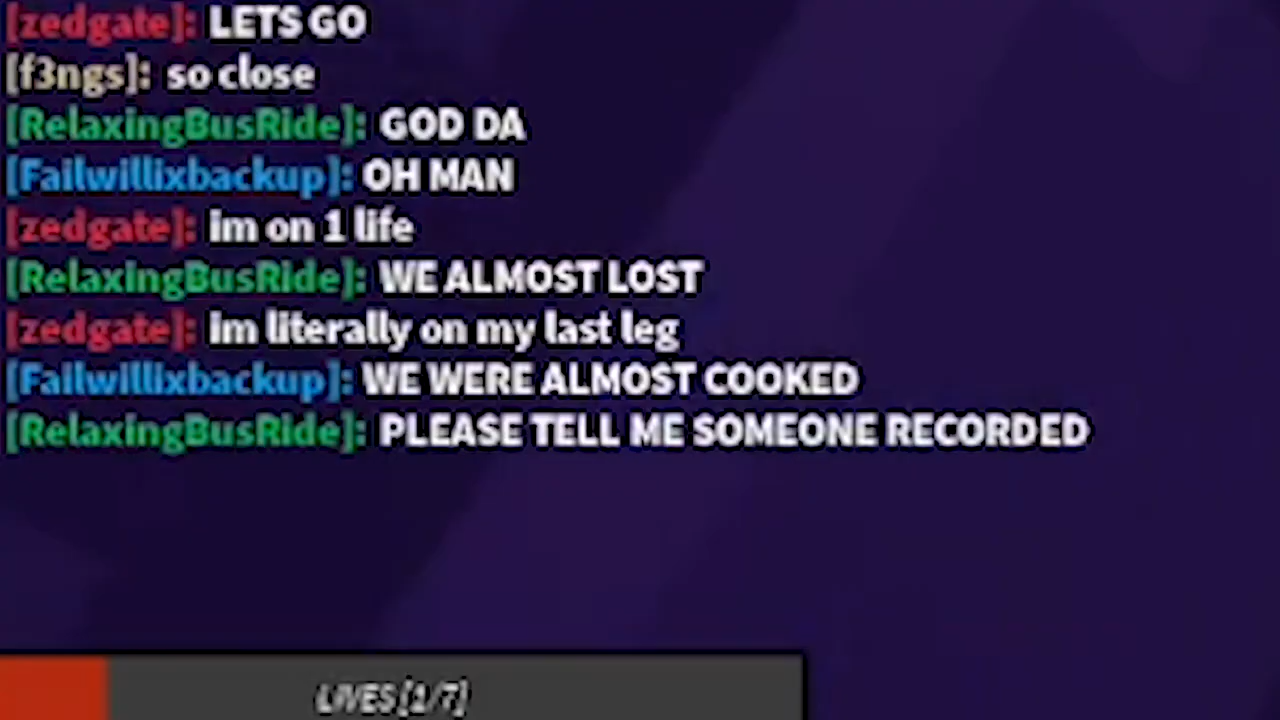 [zedgate]: LETS GO
[f3ngs]: so close
[RelaxingBusRide]: GOD DA
[Failwillixbackup]: OH MAN
[zedgate]: im on 1 life
[RelaxingBusRide]: WE ALMOST LOST
[zedgate]: im literally on my last leg
[Failwillixbackup]: WE WERE ALMOST COOKED
[RelaxingBusRide]: PLEASE TELL ME SOMEONE RECORDED
LIVES [1/7]